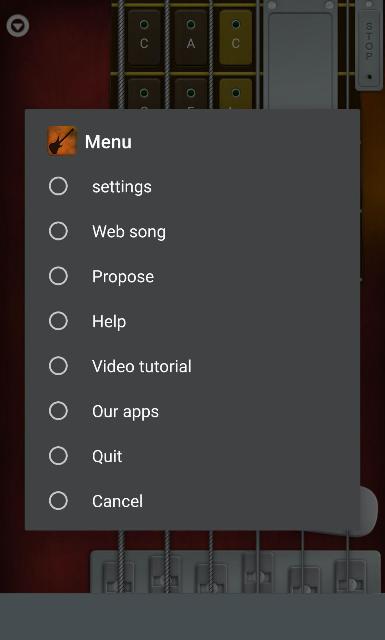 C A C
STOP
Menu
settings
Web song
Propose
Help
Video tutorial
Our apps
Quit
Cancel